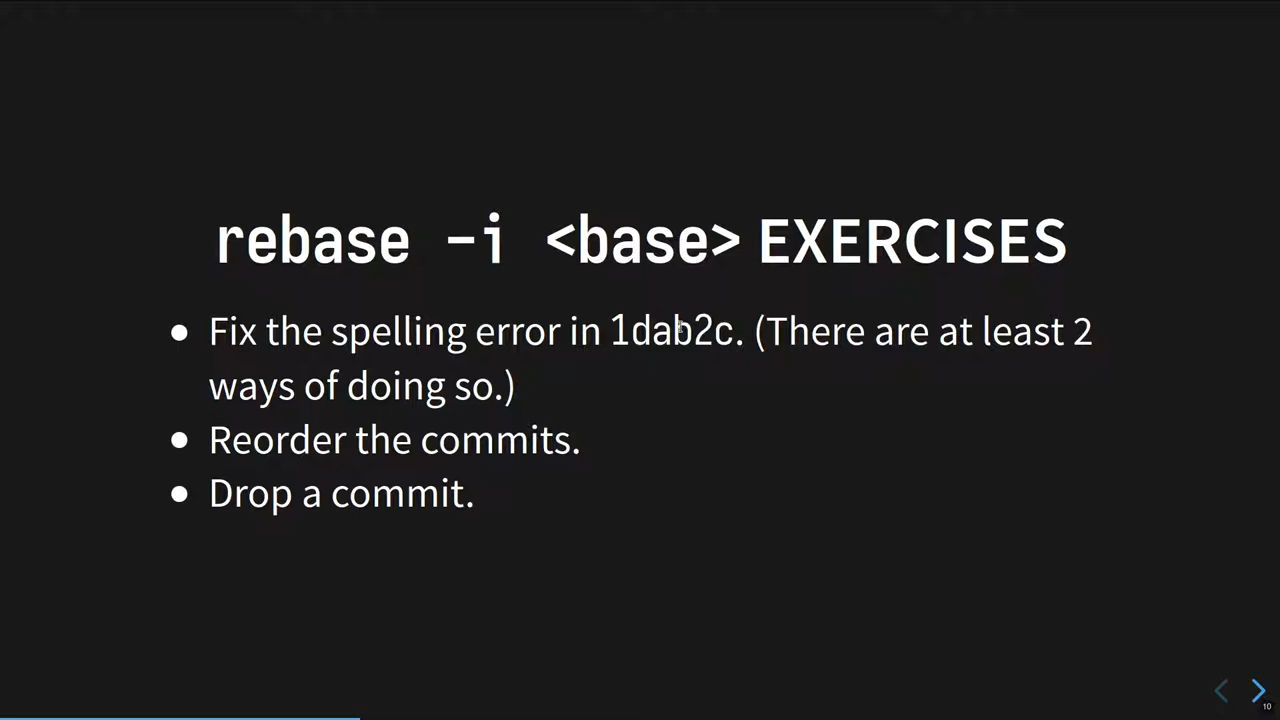 rebase -i <base> EXERCISES
• Fix the spelling error in 1dab2c. (There are at least 2
ways of doing so.)
• Reorder the commits.
• Drop a commit.
10